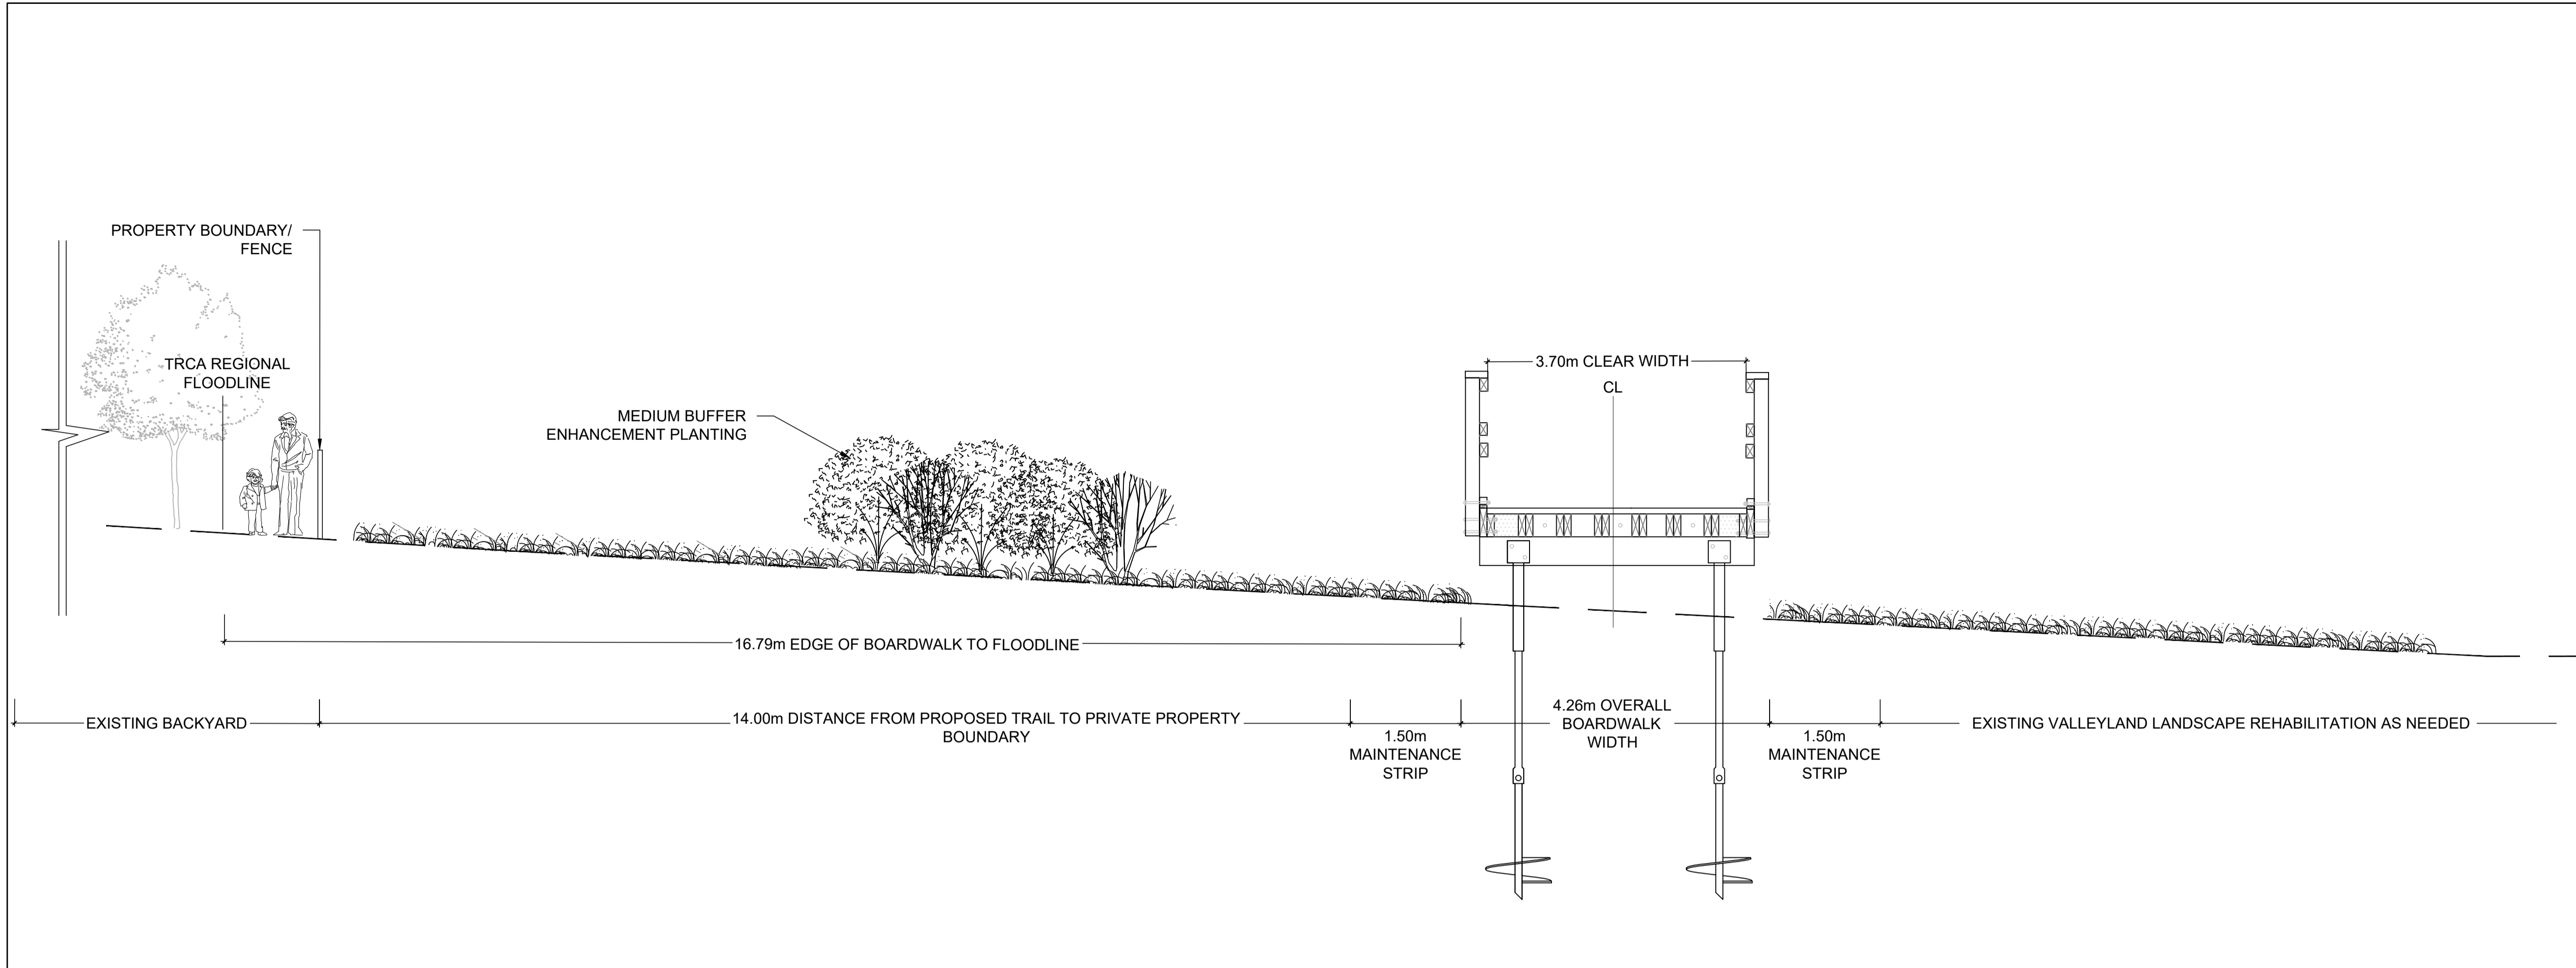 PROPERTY BOUNDARY/
FENCE
TRCA REGIONAL
FLOODLINE
MEDIUM BUFFER
ENHANCEMENT PLANTING
3.70m CLEAR WIDTH
CL
16.79m EDGE OF BOARDWALK TO FLOODLINE
EXISTING BACKYARD
14.00m DISTANCE FROM PROPOSED TRAIL TO PRIVATE PROPERTY
BOUNDARY
1.50m
MAINTENANCE
STRIP
4.26m OVERALL
BOARDWALK
WIDTH
1.50m
MAINTENANCE
STRIP
EXISTING VALLEYLAND LANDSCAPE REHABILITATION AS NEEDED